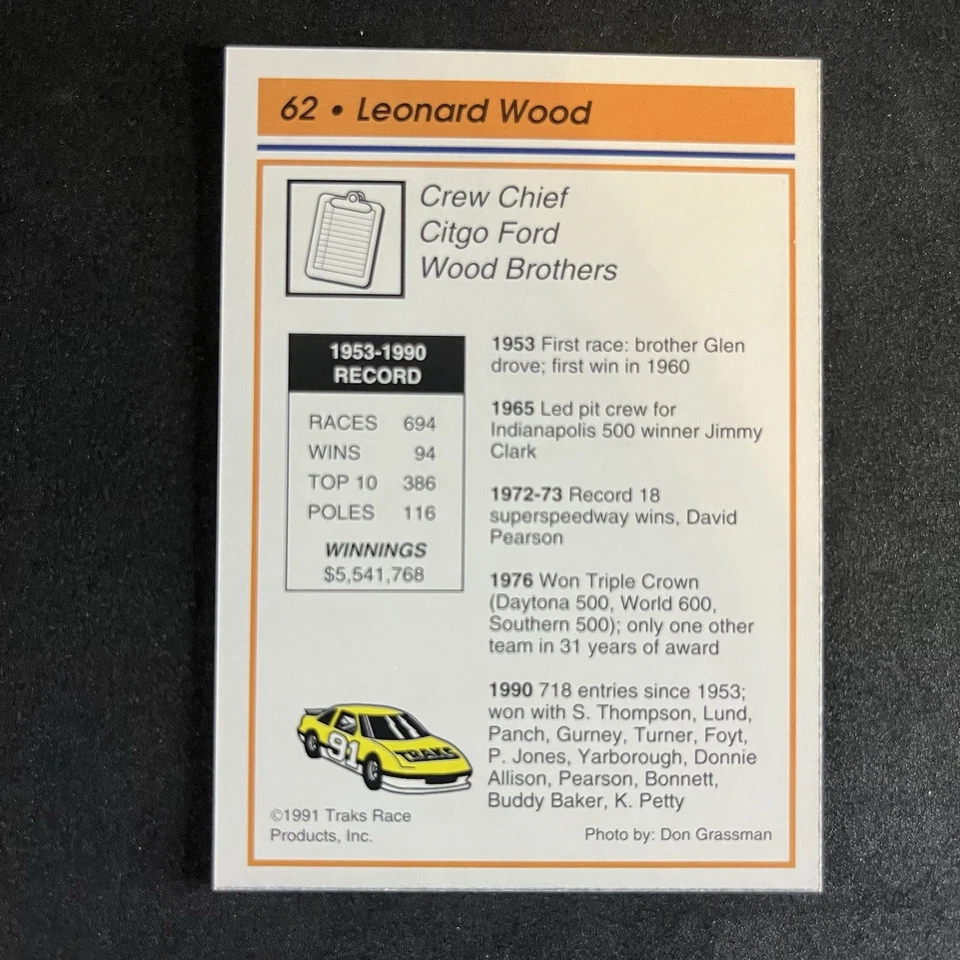 62 • Leonard Wood
Crew Chief
Citgo Ford
Wood Brothers
1953-1990
RECORD
RACES 694
WINS 94
TOP 10 386
POLES 116
WINNINGS
$5,541,768
1953 First race: brother Glen
drove; first win in 1960
1965 Led pit crew for
Indianapolis 500 winner Jimmy
Clark
1972-73 Record 18
superspeedway wins, David
Pearson
1976 Won Triple Crown
(Daytona 500, World 600,
Southern 500); only one other
team in 31 years of award
1990 718 entries since 1953;
won with S. Thompson, Lund,
Panch, Gurney, Turner, Foyt,
P. Jones, Yarborough, Donnie
Allison, Pearson, Bonnett,
Buddy Baker, K. Petty
91
TRAKS
©1991 Traks Race
Products, Inc.
Photo by: Don Grassman